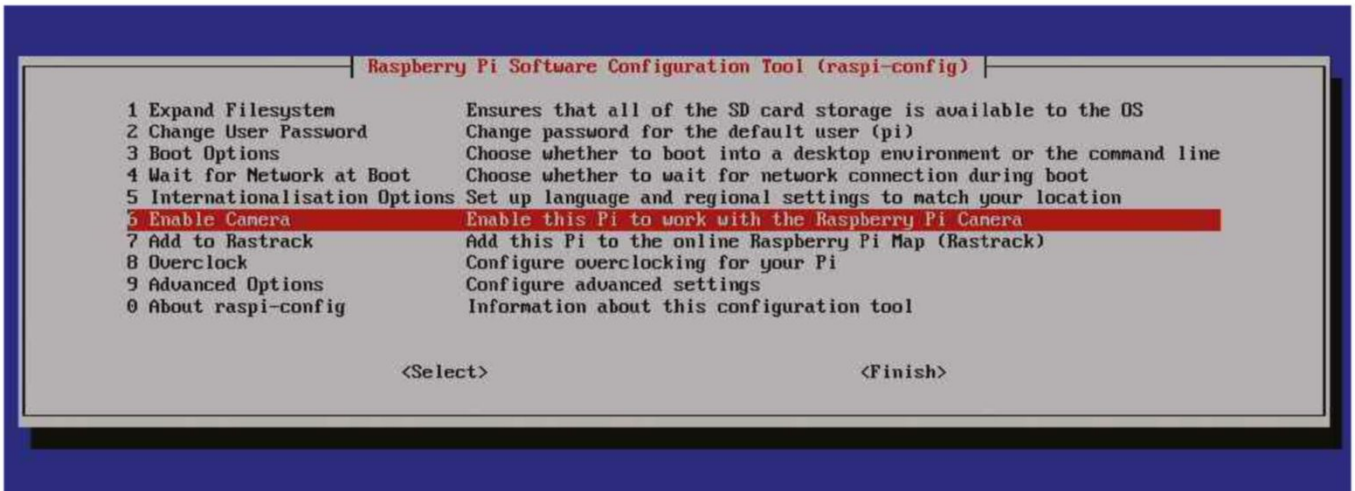 Raspberry Pi Software Configuration Tool (raspi-config)
1 Expand Filesystem Ensures that all of the SD card storage is available to the OS
2 Change User Password Change password for the default user (pi)
3 Boot Options Choose whether to boot into a desktop environment or the command line
4 Wait for Network at Boot Choose whether to wait for network connection during boot
5 Internationalisation Options Set up language and regional settings to match your location
6 Enable Camera Enable this Pi to work with the Raspberry Pi Camera
7 Add to Rastrack Add this Pi to the online Raspberry Pi Map (Rastrack)
8 Overclock Configure overclocking for your Pi
9 Advanced Options Configure advanced settings
0 About raspi-config Information about this configuration tool
<Select> <Finish>